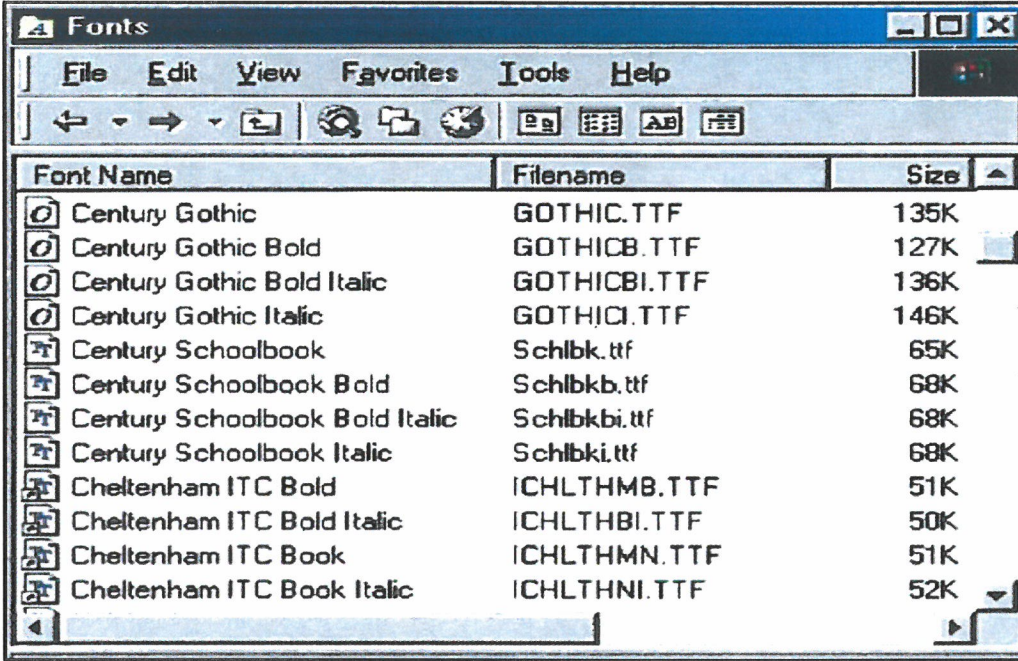 Fonts
File Edit View Favorites Tools Help
Font Name Filename Size
Century Gothic GOTHIC.TTF 135K
Century Gothic Bold GOTHICB.TTF 127K
Century Gothic Bold Italic GOTHICBI.TTF 136K
Century Gothic Italic GOTHICI.TTF 146K
Century Schoolbook Schlbk.ttf 65K
Century Schoolbook Bold Schlbkb.ttf 68K
Century Schoolbook Bold Italic Schlbkbi.ttf 68K
Century Schoolbook Italic Schlbki.ttf 68K
Cheltenham ITC Bold ICHLTHMB.TTF 51K
Cheltenham ITC Bold Italic ICHLTHBI.TTF 50K
Cheltenham ITC Book ICHLTHMN.TTF 51K
Cheltenham ITC Book Italic ICHLTHNI.TTF 52K